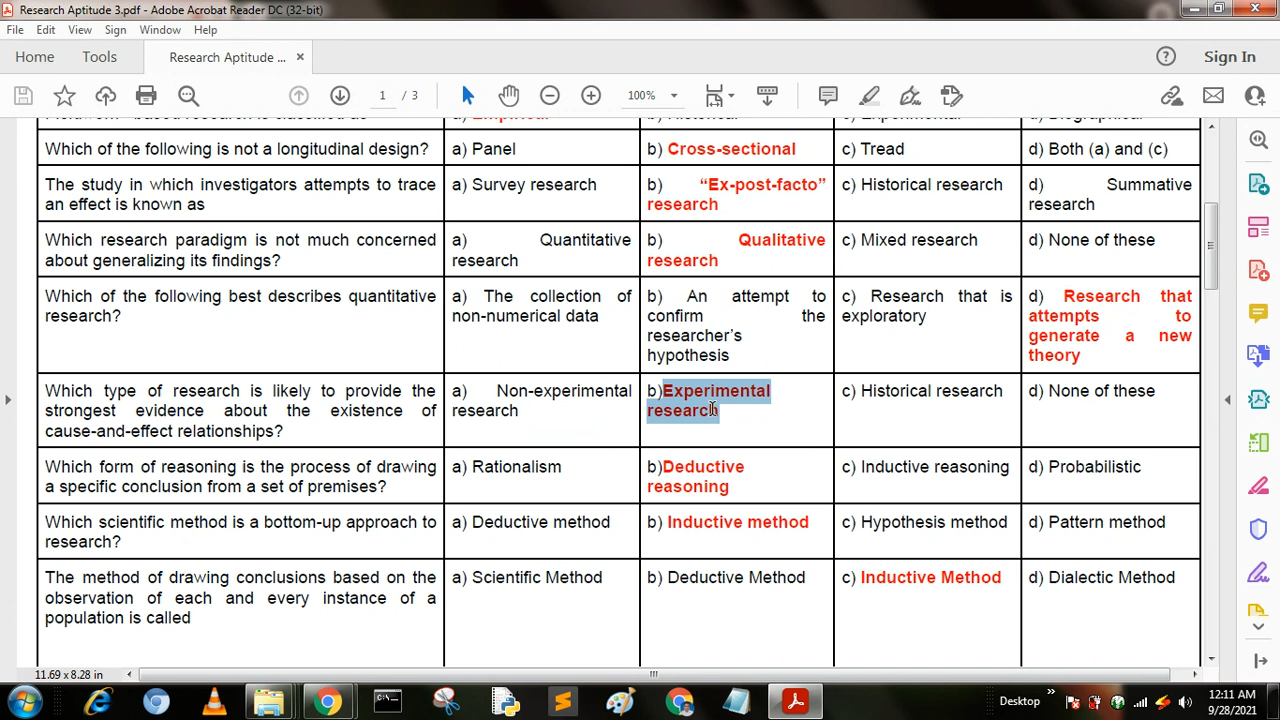 Research Aptitude 3.pdf - Adobe Acrobat Reader DC (32-bit)
File Edit View Sign Window Help
Home Tools Research Aptitude ... × Sign In
1 / 3 100%
a) Empirical b) Historical c) Experimental d) Biographical
Which of the following is not a longitudinal design? a) Panel b) Cross-sectional c) Tread d) Both (a) and (c)
The study in which investigators attempts to trace a) Survey research b) “Ex-post-facto” c) Historical research d) Summative
an effect is known as research research
Which research paradigm is not much concerned a) Quantitative b) Qualitative c) Mixed research d) None of these
about generalizing its findings? research research
Which of the following best describes quantitative a) The collection of b) An attempt to c) Research that is d) Research that
research? non-numerical data confirm the exploratory attempts to
researcher’s generate a new
hypothesis theory
Which type of research is likely to provide the a) Non-experimental b)Experimental c) Historical research d) None of these
strongest evidence about the existence of research research
cause-and-effect relationships?
Which form of reasoning is the process of drawing a) Rationalism b)Deductive c) Inductive reasoning d) Probabilistic
a specific conclusion from a set of premises? reasoning
Which scientific method is a bottom-up approach to a) Deductive method b) Inductive method c) Hypothesis method d) Pattern method
research?
The method of drawing conclusions based on the a) Scientific Method b) Deductive Method c) Inductive Method d) Dialectic Method
observation of each and every instance of a
population is called
11.69 x 8.28 in
Desktop 12:11 AM
9/28/2021